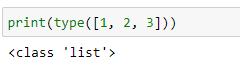 print(type([1, 2, 3]))
<class 'list'>